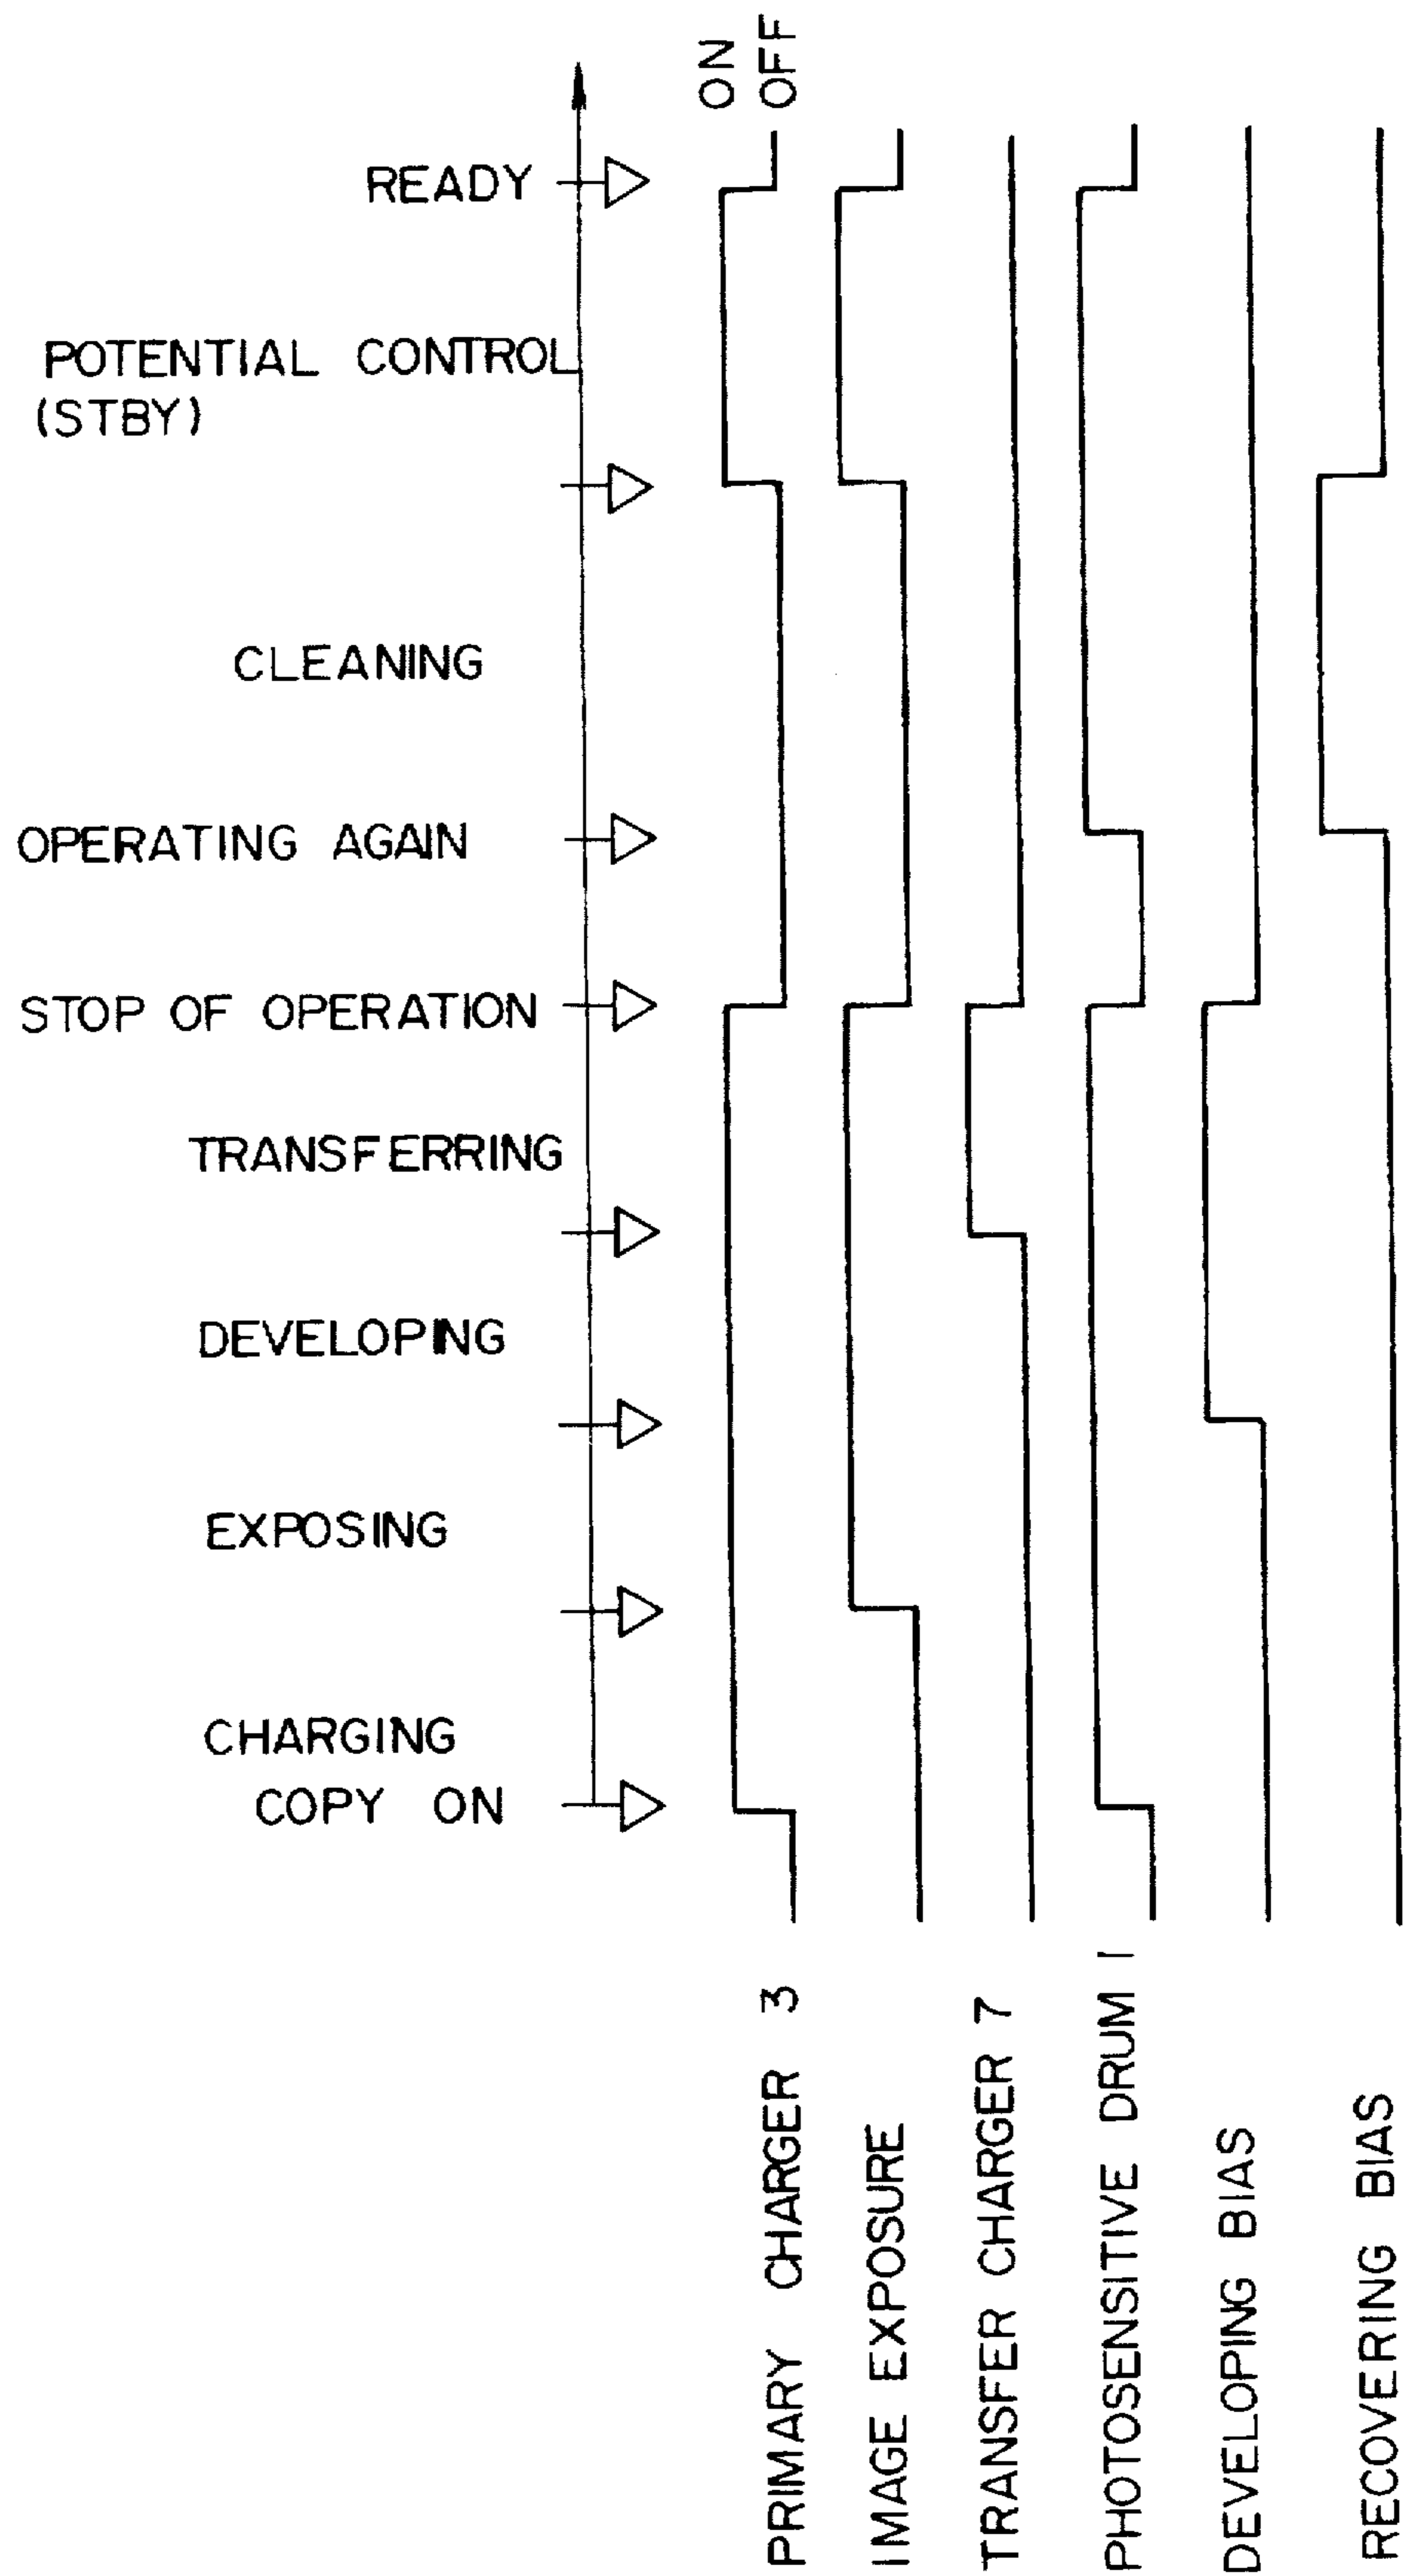 ON
OFF
READY
POTENTIAL CONTROL
(STBY)
CLEANING
OPERATING AGAIN
STOP OF OPERATION
TRANSFERRING
DEVELOPING
EXPOSING
CHARGING
COPY ON
PRIMARY CHARGER 3
IMAGE EXPOSURE
TRANSFER CHARGER 7
PHOTOSENSITIVE DRUM 1
DEVELOPING BIAS
RECOVERING BIAS